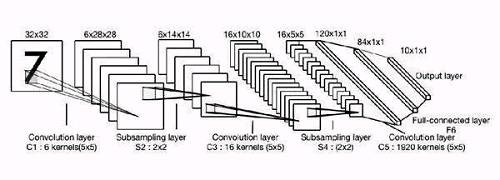 32x32 6x28x28 6x14x14 16x10x10 16x5x5 120x1x1 84x1x1 10x1x1
7
Output layer
Full-connected layer
F6
Convolution layer Subsampling layer Convolution layer Subsampling layer Convolution layer
C1 : 6 kernels(5x5) S2 : 2x2 C3 : 16 kernels (5x5) S4 : (2x2) C5 : 1920 kernels (5x5)